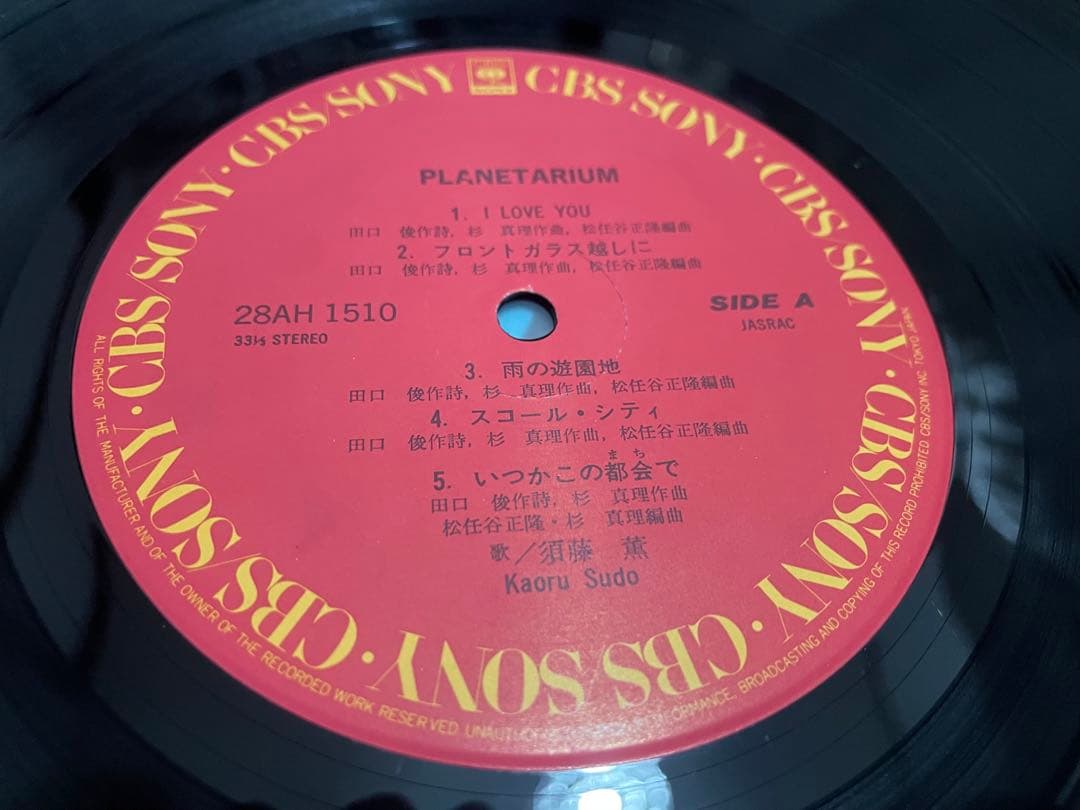 CBS/SONY · CBS SONY · CBS/SONY · CBS/SONY · CBS/SONY · CBS/SONY · CBS/SONY · CBS/SONY
PLANETARIUM
1. I LOVE YOU
田口 俊作詩, 杉 真理作曲, 松任谷正隆編曲
2. フロントガラス越しに
田口 俊作詩, 杉 真理作曲, 松任谷正隆編曲
28AH 1510
33⅓ STEREO
SIDE A
JASRAC
3. 雨の遊園地
田口 俊作詩, 杉 真理作曲, 松任谷正隆編曲
4. スコール・シティ
田口 俊作詩, 杉 真理作曲, 松任谷正隆編曲
まち
5. いつかこの都会で
田口 俊作詩, 杉 真理作曲
松任谷正隆・杉 真理編曲
歌／須藤 薫
Kaoru Sudo
ALL RIGHTS OF THE MANUFACTURER AND OF THE OWNER OF THE RECORDED WORK RESERVED BROADCASTING AND COPYING OF THIS RECORD PROHIBITED CBS/SONY INC. TOKYO JAPAN